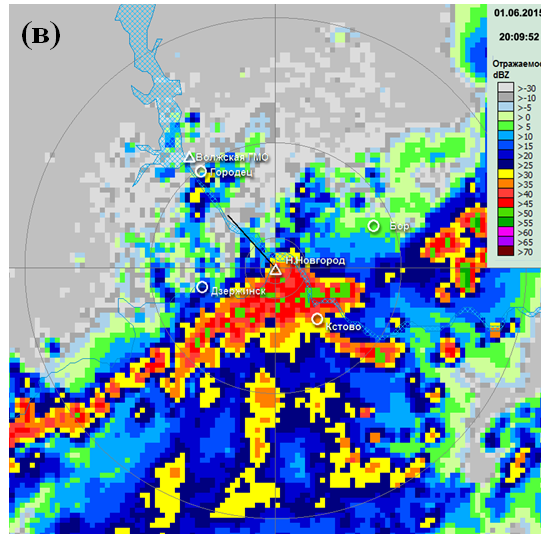 (в)
01.06.2015
20:09:52
Отражаемос
dBZ
>-30
>-10
>-5
> 0
> 5
>10
>15
>20
>25
>30
>35
>40
>45
>50
>55
>60
>65
>70
Волжская ГМО
Городец
Бор
Н.Новгород
Дзержинск
Кстово